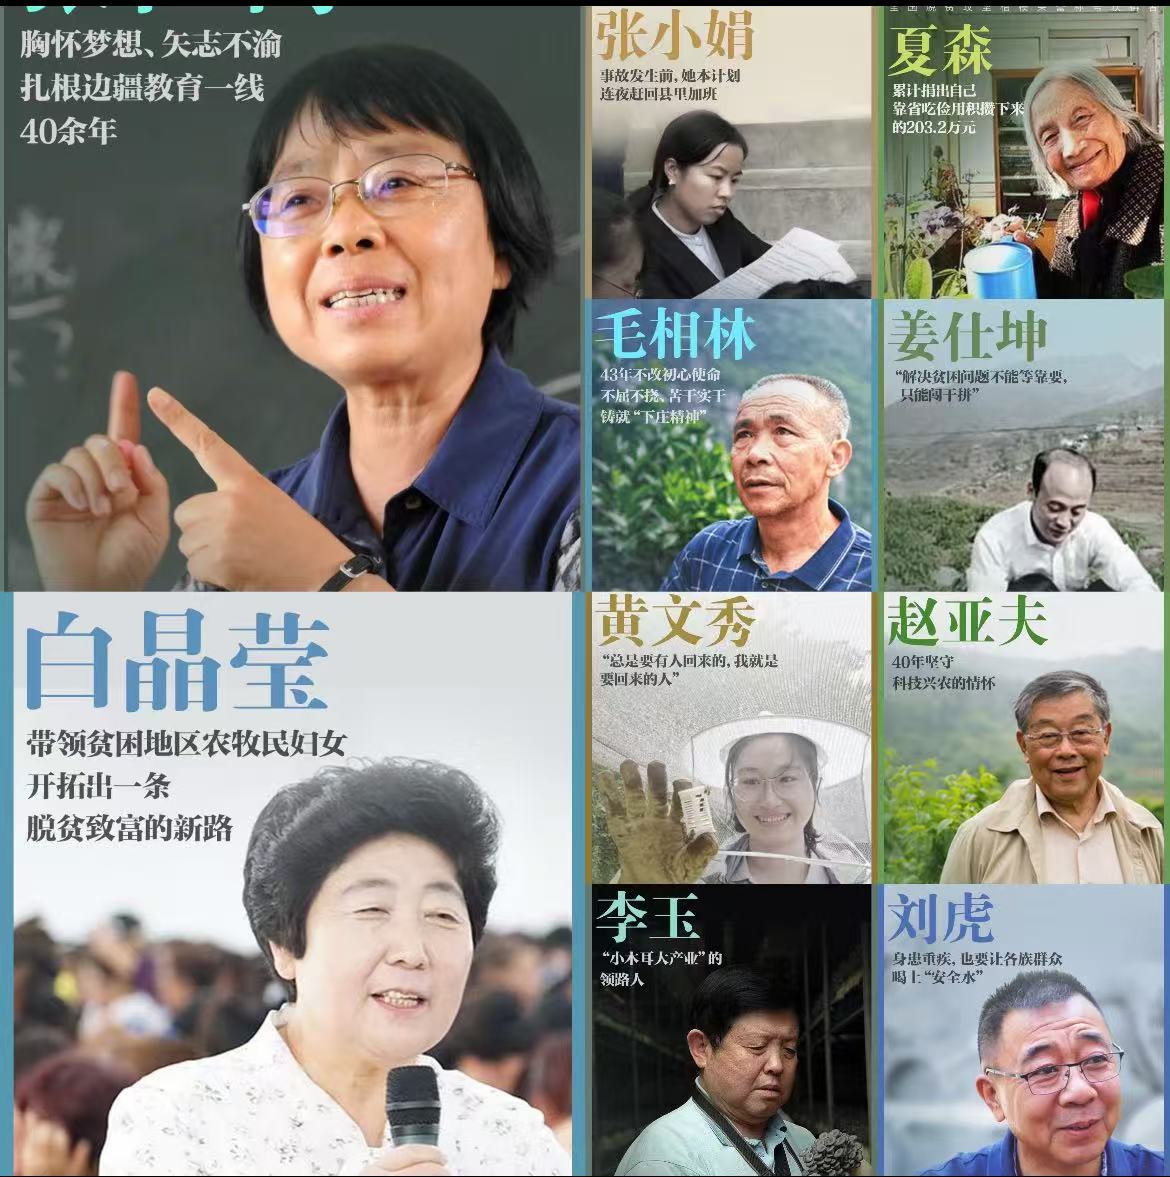 胸怀梦想、矢志不渝
扎根边疆教育一线
40余年
张小娟
事故发生前，她本计划
连夜赶回县里加班
夏森
累计捐出自己
靠省吃俭用积攒下来
的203.2万元
毛相林
43年不改初心使命
不屈不挠、苦干实干
铸就“下庄精神”
姜仕坤
“解决贫困问题不能等靠要，
只能闯干拼”
白晶莹
带领贫困地区农牧民妇女
开拓出一条
脱贫致富的新路
黄文秀
“总是要有人回来的，我就是
要回来的人”
赵亚夫
40年坚守
科技兴农的情怀
李玉
“小木耳大产业”的
领路人
刘虎
身患重疾，也要让各族群众
喝上“安全水”